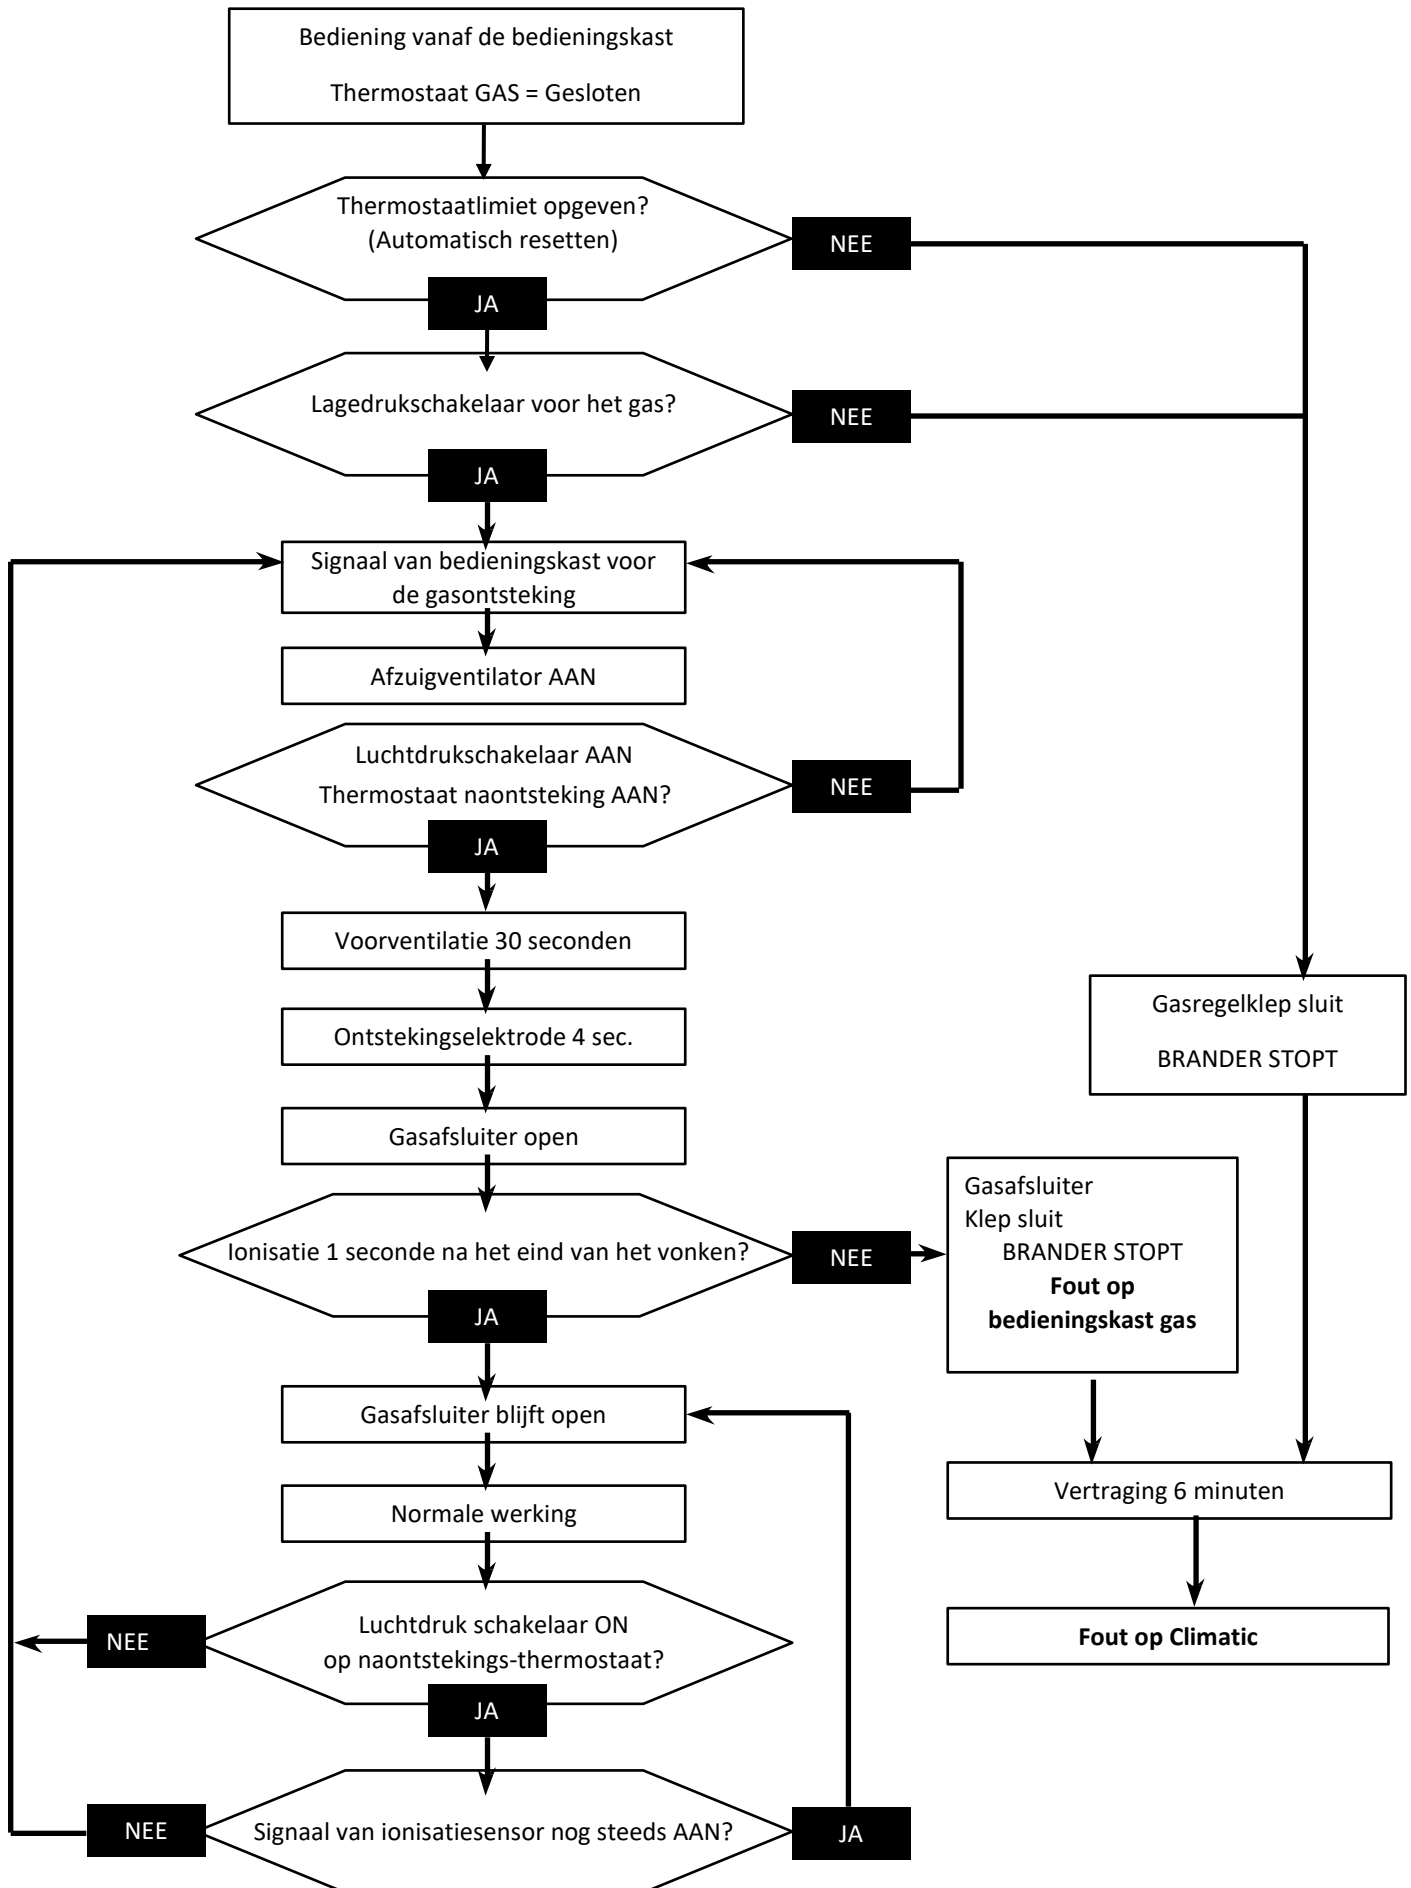 Bediening vanaf de bedieningskast
Thermostaat GAS = Gesloten
Thermostaatlimiet opgeven?
(Automatisch resetten)
NEE
JA
Lagedrukschakelaar voor het gas?
NEE
JA
Signaal van bedieningskast voor
de gasontsteking
Afzuigventilator AAN
Luchtdrukschakelaar AAN
Thermostaat naontsteking AAN?
NEE
JA
Voorventilatie 30 seconden
Ontstekingselektrode 4 sec.
Gasafsluiter open
Ionisatie 1 seconde na het eind van het vonken?
NEE
JA
Gasregelklep sluit
BRANDER STOPT
Gasafsluiter
Klep sluit
BRANDER STOPT
Fout op
bedieningskast gas
Gasafsluiter blijft open
Vertraging 6 minuten
Normale werking
Fout op Climatic
Luchtdruk schakelaar ON
op naontstekings-thermostaat?
NEE
JA
Signaal van ionisatiesensor nog steeds AAN?
NEE
JA